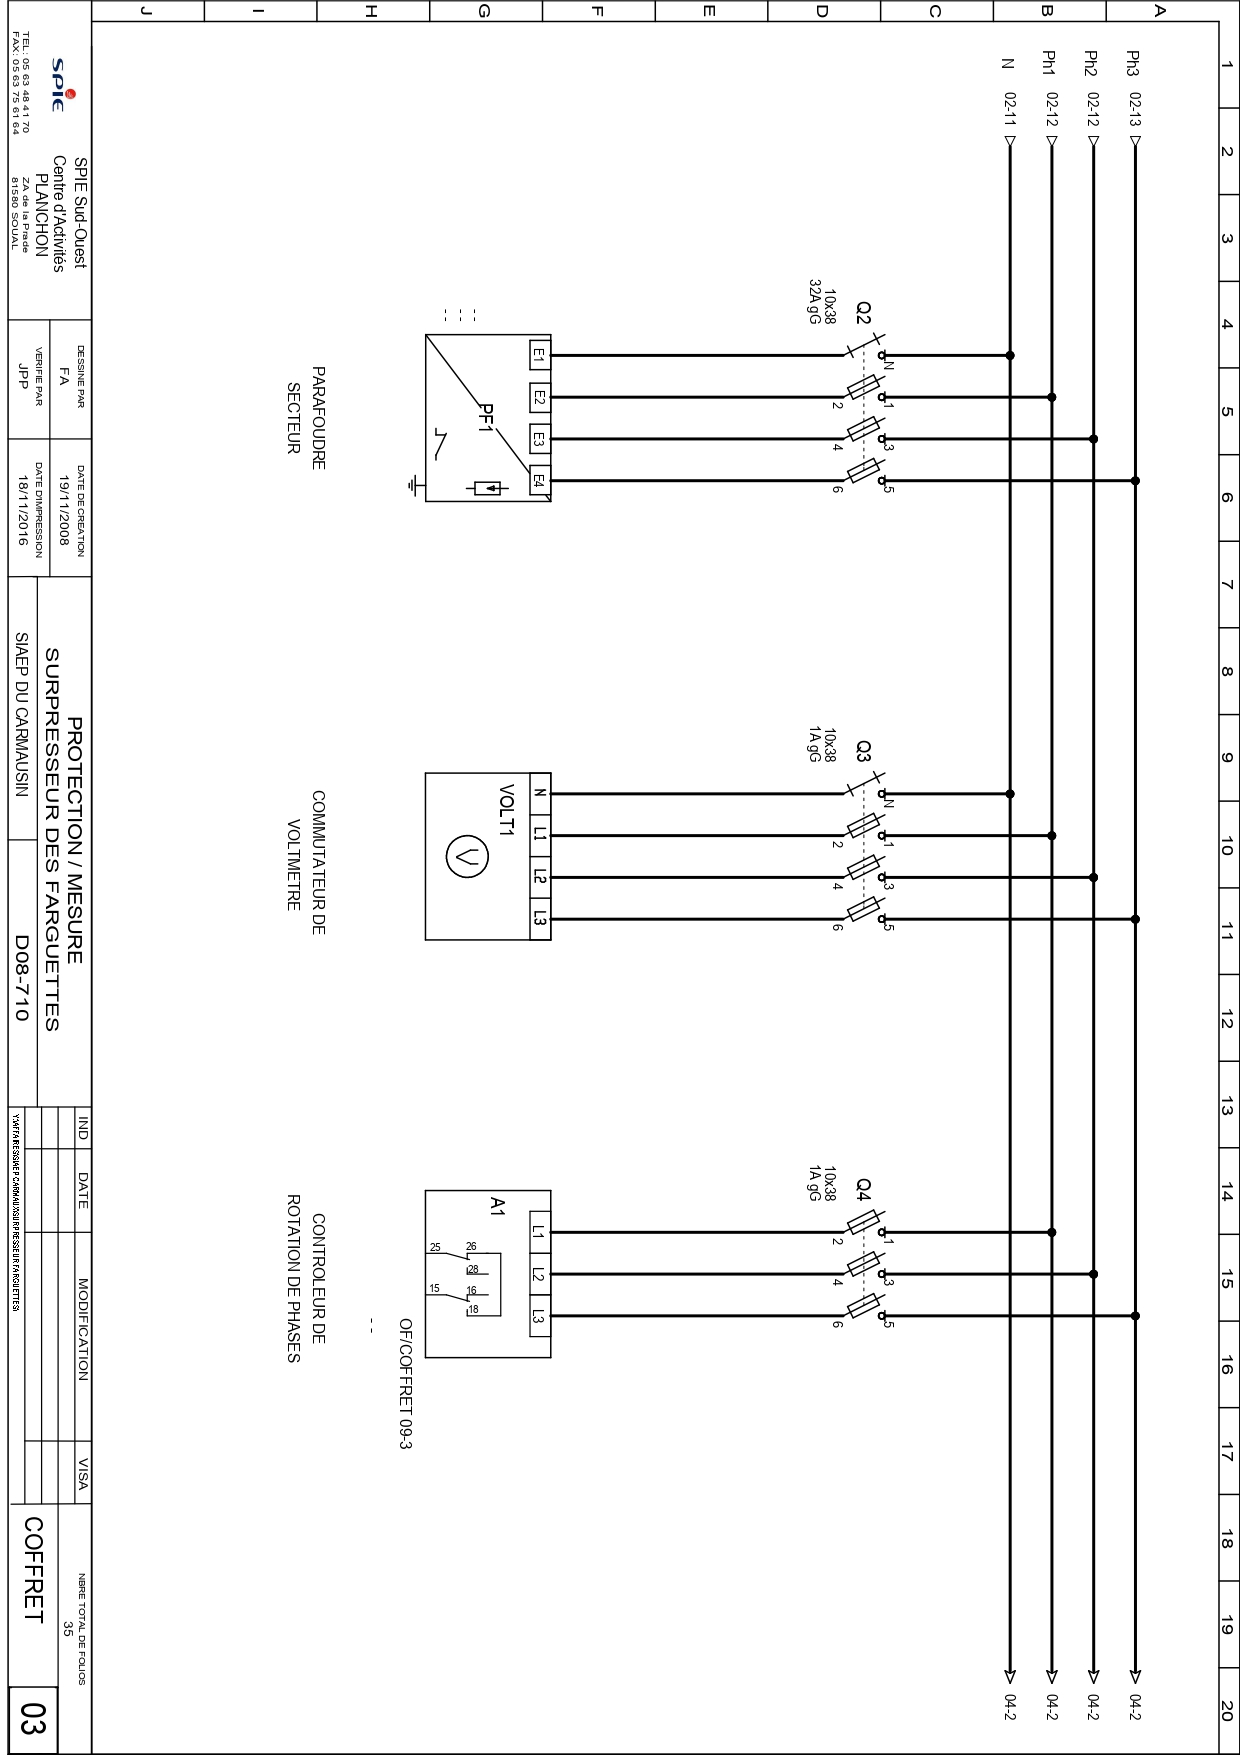 1 2 3 4 5 6 7 8 9 10 11 12 13 14 15 16 17 18 19 20
A
B
C
D
E
F
G
H
I
J
Ph3 02-13 04-2
Ph2 02-12 04-2
Ph1 02-12 04-2
N 02-11 04-2
Q2
10x38
32A gG
N 1 3 5
2 4 6
Q3
10x38
1A gG
N 1 3 5
2 4 6
Q4
10x38
1A gG
1 3 5
2 4 6
E1 E2 E3 E4
PF1
- -
- -
- -
PARAFOUDRE
SECTEUR
N L1 L2 L3
VOLT1
V
COMMUTATEUR DE
VOLTMETRE
L1 L2 L3
A1
26 28 16 18
25 15
OF/COFFRET 09-3
- -
CONTROLEUR DE
ROTATION DE PHASES
SPIE
TEL: 05 63 48 41 70
FAX: 05 63 75 61 64
SPIE Sud-Ouest
Centre d'Activités
PLANCHON
ZA de la Prade
81580 SOUAL
DESSINE PAR
FA
VERIFIE PAR
JPP
DATE DE CREATION
19/11/2008
DATE D'IMPRESSION
18/11/2016
PROTECTION / MESURE
SURPRESSEUR DES FARGUETTES
SIAEP DU CARMAUSIN
D08-710
IND DATE MODIFICATION VISA
NBRE TOTAL DE FOLIOS
35
COFFRET
03